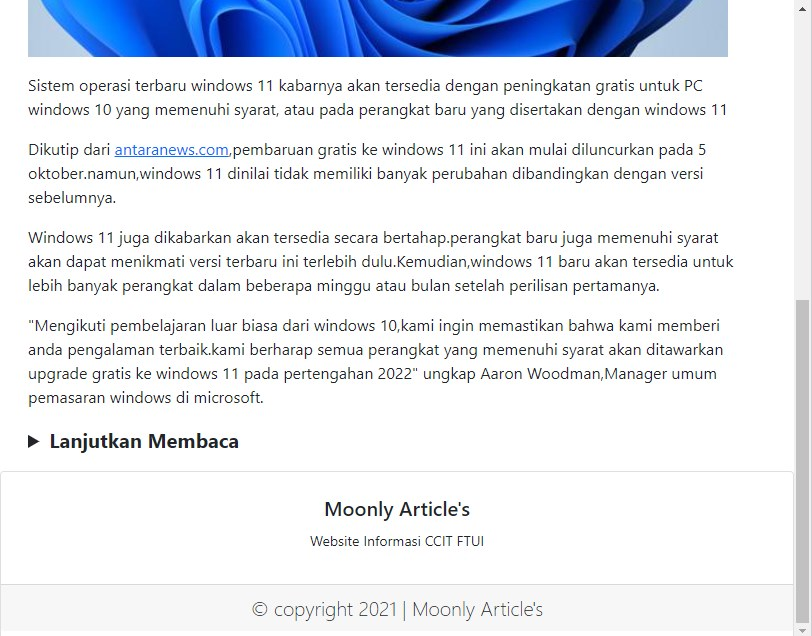 Sistem operasi terbaru windows 11 kabarnya akan tersedia dengan peningkatan gratis untuk PC
windows 10 yang memenuhi syarat, atau pada perangkat baru yang disertakan dengan windows 11
Dikutip dari antaranews.com,pembaruan gratis ke windows 11 ini akan mulai diluncurkan pada 5
oktober.namun,windows 11 dinilai tidak memiliki banyak perubahan dibandingkan dengan versi
sebelumnya.
Windows 11 juga dikabarkan akan tersedia secara bertahap.perangkat baru juga memenuhi syarat
akan dapat menikmati versi terbaru ini terlebih dulu.Kemudian,windows 11 baru akan tersedia untuk
lebih banyak perangkat dalam beberapa minggu atau bulan setelah perilisan pertamanya.
"Mengikuti pembelajaran luar biasa dari windows 10,kami ingin memastikan bahwa kami memberi
anda pengalaman terbaik.kami berharap semua perangkat yang memenuhi syarat akan ditawarkan
upgrade gratis ke windows 11 pada pertengahan 2022" ungkap Aaron Woodman,Manager umum
pemasaran windows di microsoft.
Lanjutkan Membaca
Moonly Article's
Website Informasi CCIT FTUI
© copyright 2021 | Moonly Article's